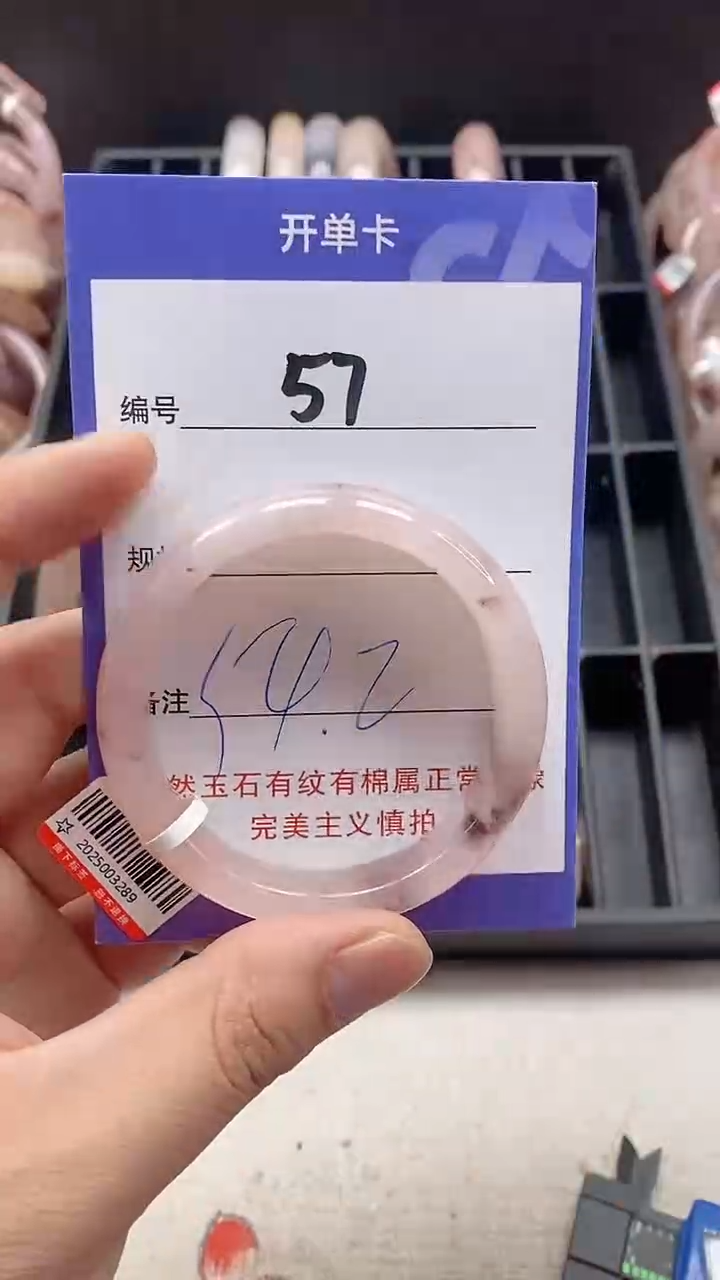 开单卡
编号 57
规
备注 54.2
然玉石有纹有棉属正常
完美主义慎拍
2025003289